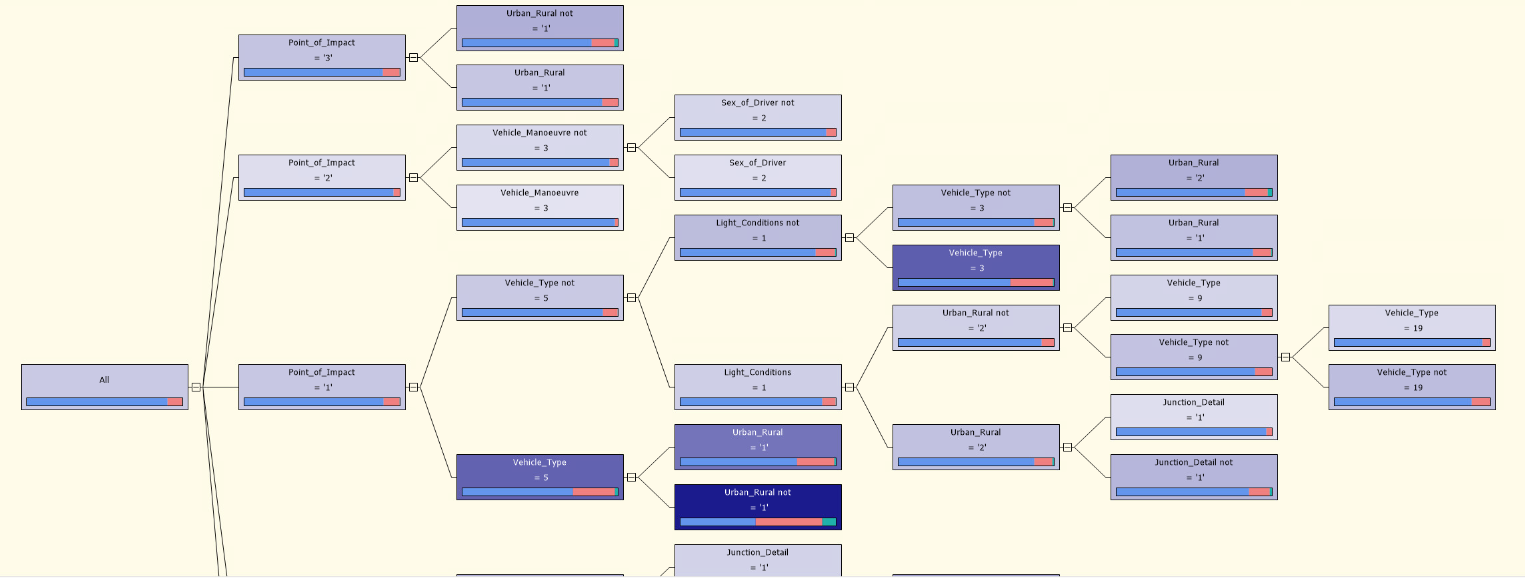 Urban_Rural not
= '1'
Point_of_Impact
= '3'
Urban_Rural
= '1'
Sex_of_Driver not
= 2
Vehicle_Manoeuvre not
= 3
Point_of_Impact
= '2'
Sex_of_Driver
= 2
Urban_Rural
= '2'
Vehicle_Manoeuvre
= 3
Vehicle_Type not
= 3
Light_Conditions not
= 1
Urban_Rural
= '1'
Vehicle_Type
= 3
Vehicle_Type not
= 5
Vehicle_Type
= 9
Urban_Rural not
= '2'
Vehicle_Type
= 19
Vehicle_Type not
= 9
All
Point_of_Impact
= '1'
Light_Conditions
= 1
Vehicle_Type not
= 19
Junction_Detail
= '1'
Urban_Rural
= '1'
Urban_Rural
= '2'
Vehicle_Type
= 5
Junction_Detail not
= '1'
Urban_Rural not
= '1'
Junction_Detail
= '1'